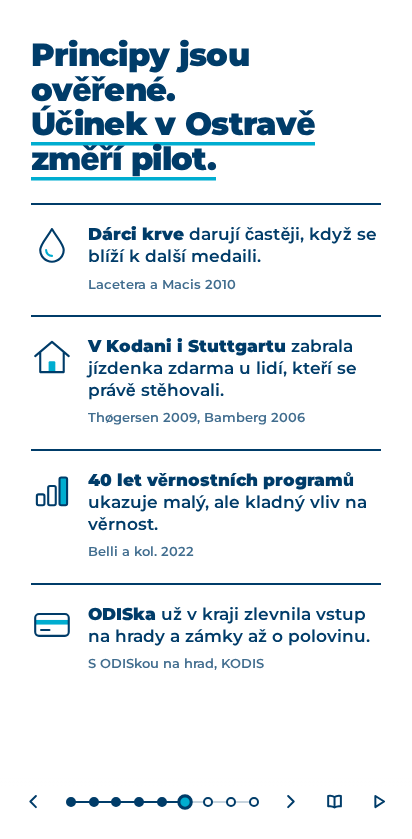 Principy jsou
ověřené.
Účinek v Ostravě
změří pilot.
Dárci krve darují častěji, když se
blíží k další medaili.
Lacetera a Macis 2010
V Kodani i Stuttgartu zabrala
jízdenka zdarma u lidí, kteří se
právě stěhovali.
Thøgersen 2009, Bamberg 2006
40 let věrnostních programů
ukazuje malý, ale kladný vliv na
věrnost.
Belli a kol. 2022
ODISka už v kraji zlevnila vstup
na hrady a zámky až o polovinu.
S ODISkou na hrad, KODIS